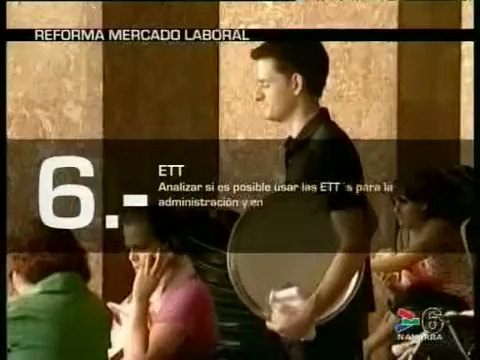 REFORMA MERCADO LABORAL
6.-
ETT
Analizar si es posible usar las ETT´s para la
administración y en
6
NAVARRA